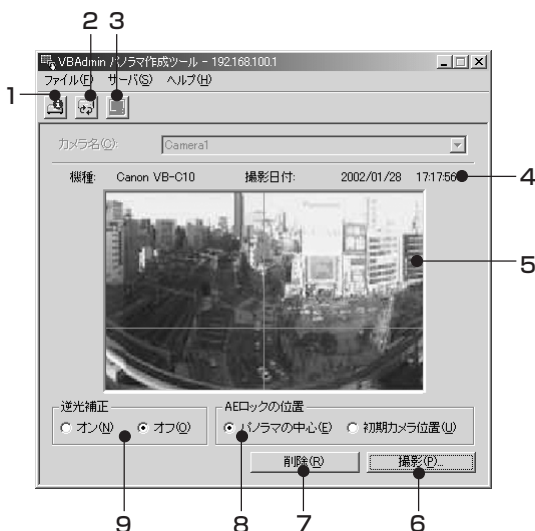 2 3
VBAdmin パノラマ作成ツール - 192.168.100.1
ファイル(F) サーバ(S) ヘルプ(H)
1
カメラ名(C): Camera1
機種: Canon VB-C10 撮影日付: 2002/01/28 17:17:56 4
5
逆光補正 AEロックの位置
オン(N) オフ(O) パノラマの中心(E) 初期カメラ位置(U)
削除(R) 撮影(P)...
9 8 7 6